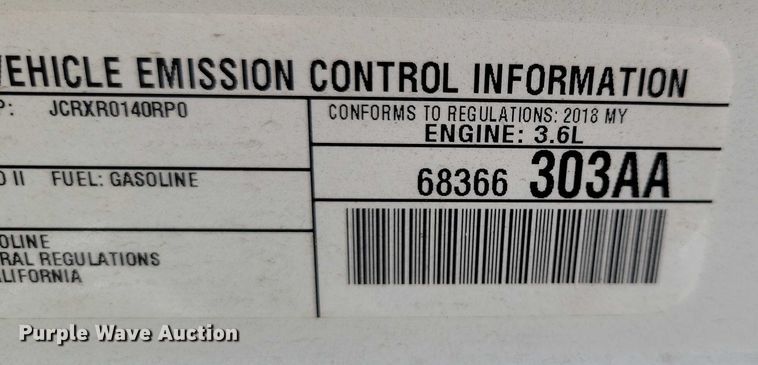 VEHICLE EMISSION CONTROL INFORMATION
P: JCRXR0140RP0
CONFORMS TO REGULATIONS: 2018 MY
ENGINE: 3.6L
D II FUEL: GASOLINE
68366 303AA
OLINE
RAL REGULATIONS
ALIFORNIA
Purple Wave Auction